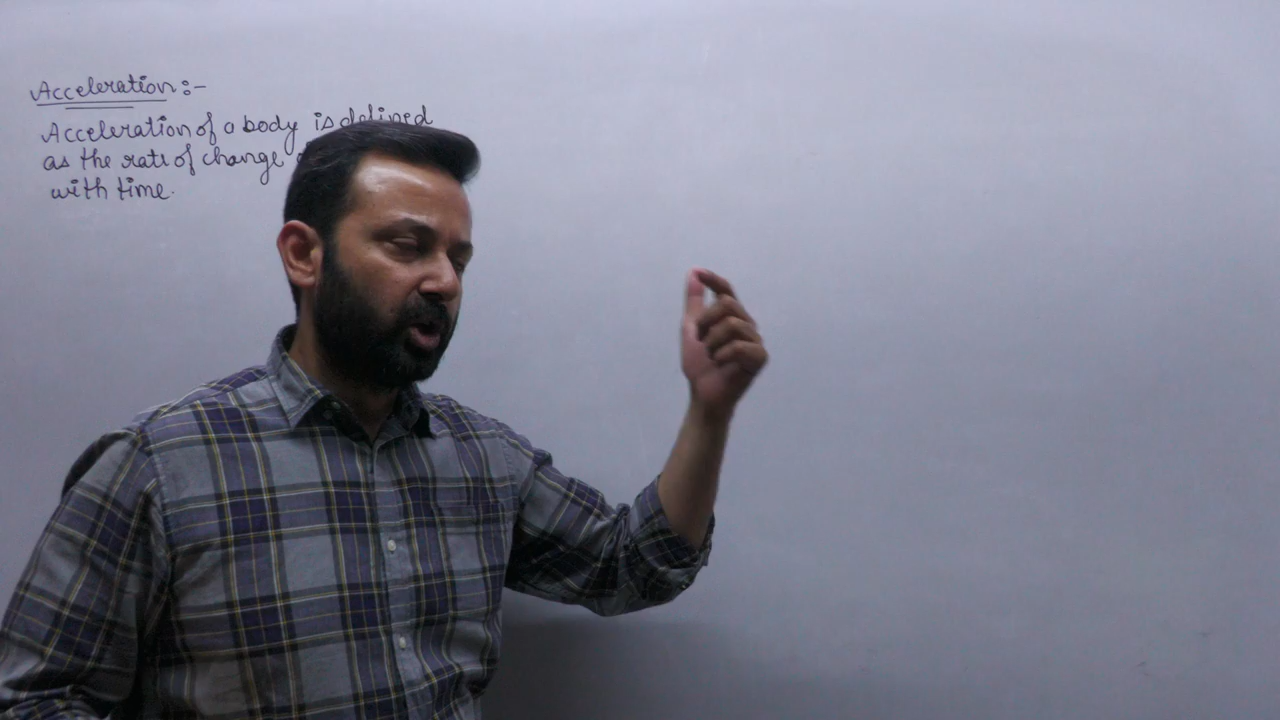 Acceleration :-
Acceleration of a body is defined
as the rate of change
with time.